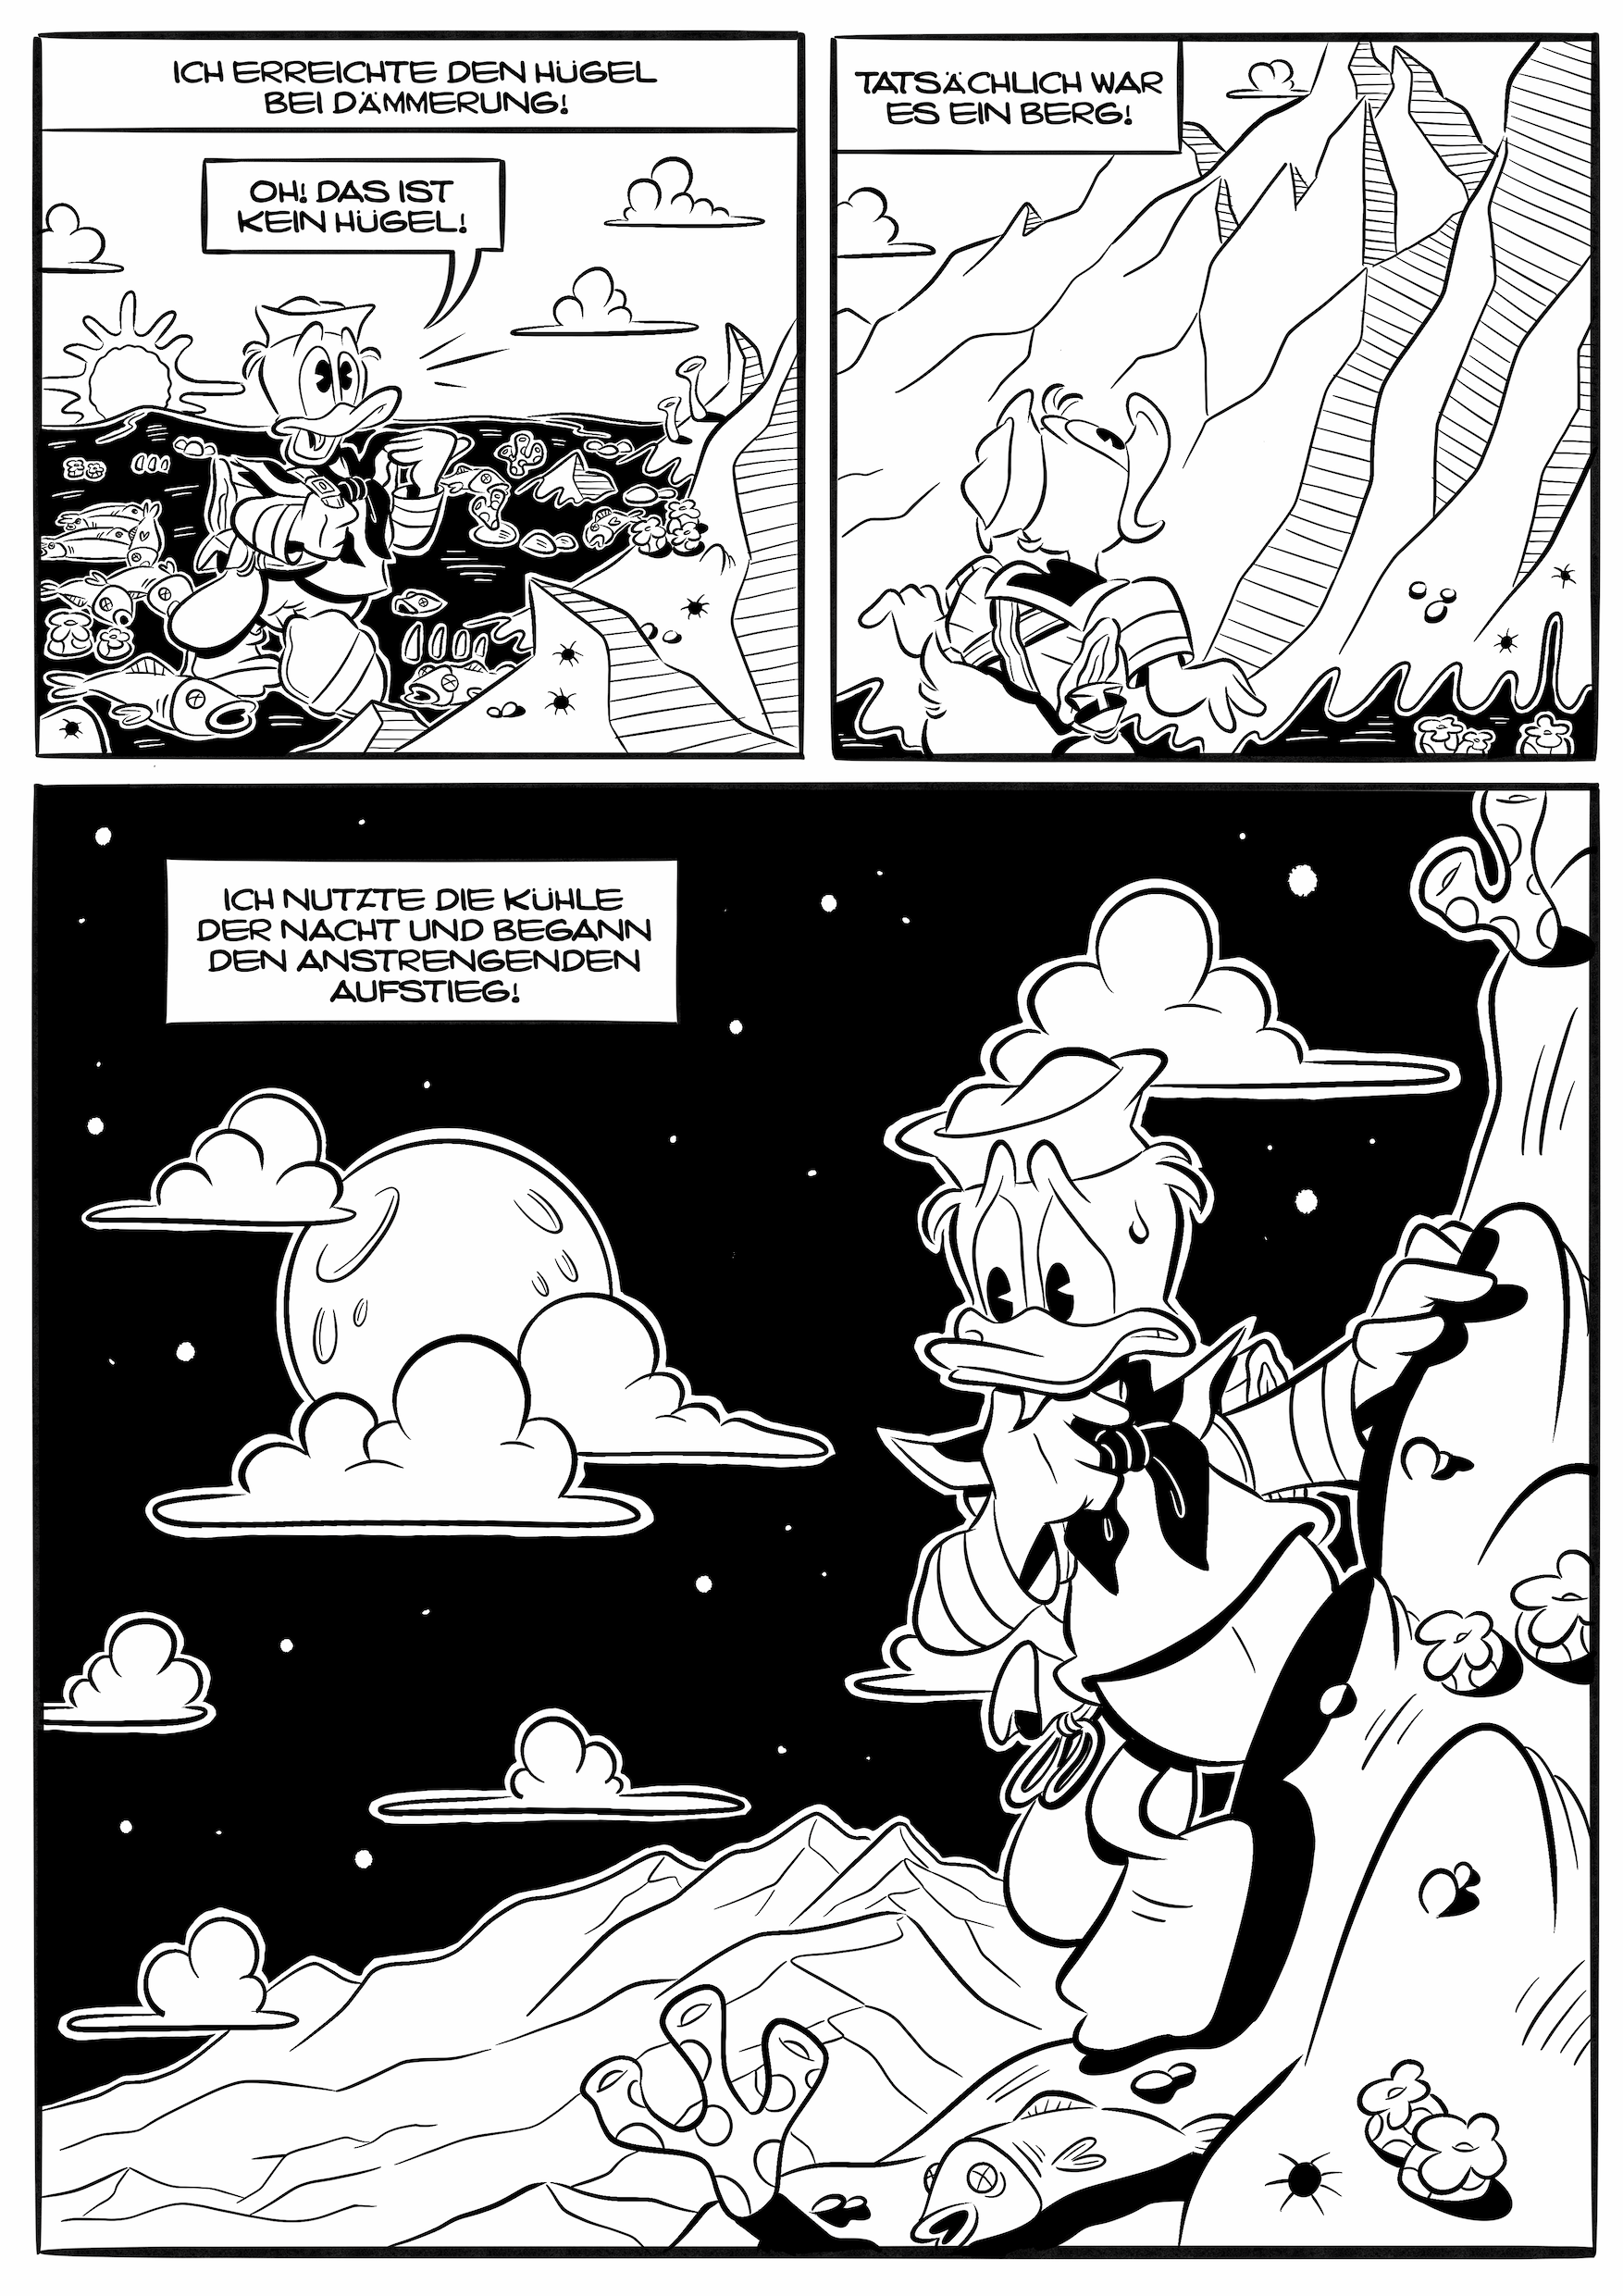 ICH ERREICHTE DEN HÜGEL
BEI DÄMMERUNG!
OH! DAS IST
KEIN HÜGEL!
TATSÄCHLICH WAR
ES EIN BERG!
ICH NUTZTE DIE KÜHLE
DER NACHT UND BEGANN
DEN ANSTRENGENDEN
AUFSTIEG!